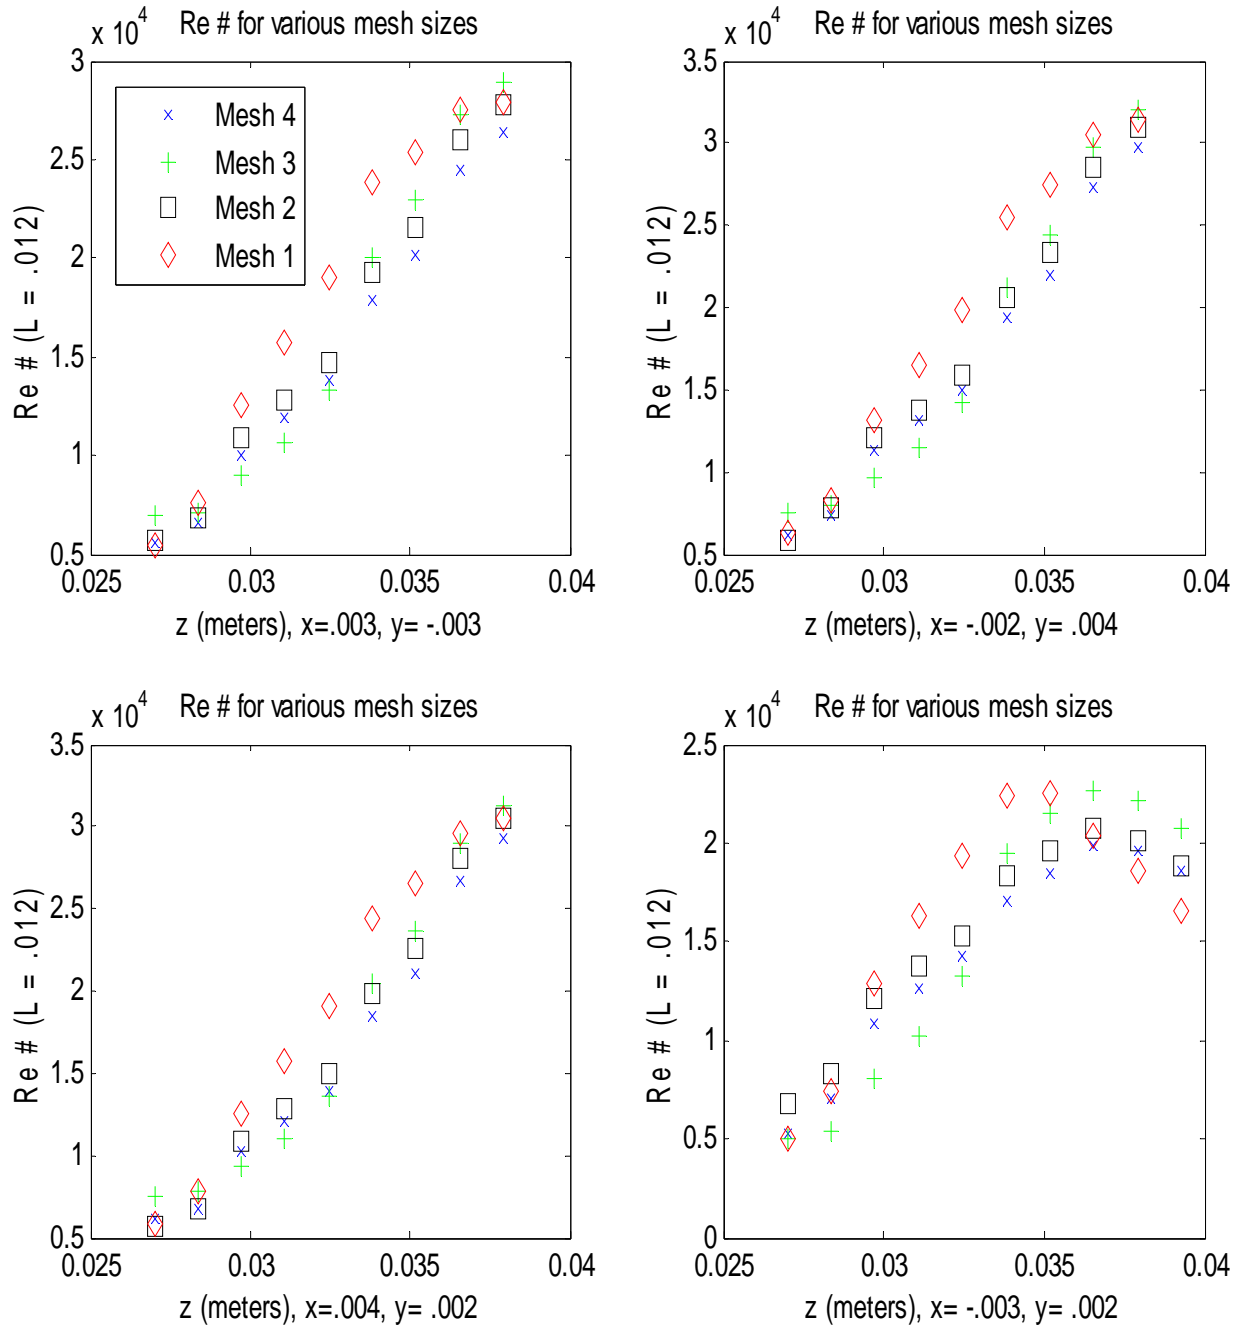 x 10^4 Re # for various mesh sizes
3
2.5
2
1.5
1
0.5
Re # (L = .012)
Mesh 4
Mesh 3
Mesh 2
Mesh 1
0.025 0.03 0.035 0.04
z (meters), x=.003, y= -.003
x 10^4 Re # for various mesh sizes
3.5
3
2.5
2
1.5
1
0.5
Re # (L = .012)
0.025 0.03 0.035 0.04
z (meters), x= -.002, y= .004
x 10^4 Re # for various mesh sizes
3.5
3
2.5
2
1.5
1
0.5
Re # (L = .012)
0.025 0.03 0.035 0.04
z (meters), x=.004, y= .002
x 10^4 Re # for various mesh sizes
2.5
2
1.5
1
0.5
0
Re # (L = .012)
0.025 0.03 0.035 0.04
z (meters), x= -.003, y= .002